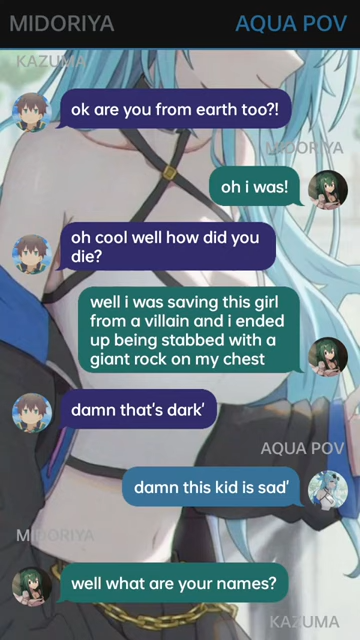 MIDORIYA
AQUA POV
KAZUMA
ok are you from earth too?!
MIDORIYA
oh i was!
oh cool well how did you
die?
well i was saving this girl
from a villain and i ended
up being stabbed with a
giant rock on my chest
damn that's dark'
AQUA POV
damn this kid is sad'
MIDORIYA
well what are your names?
KAZUMA